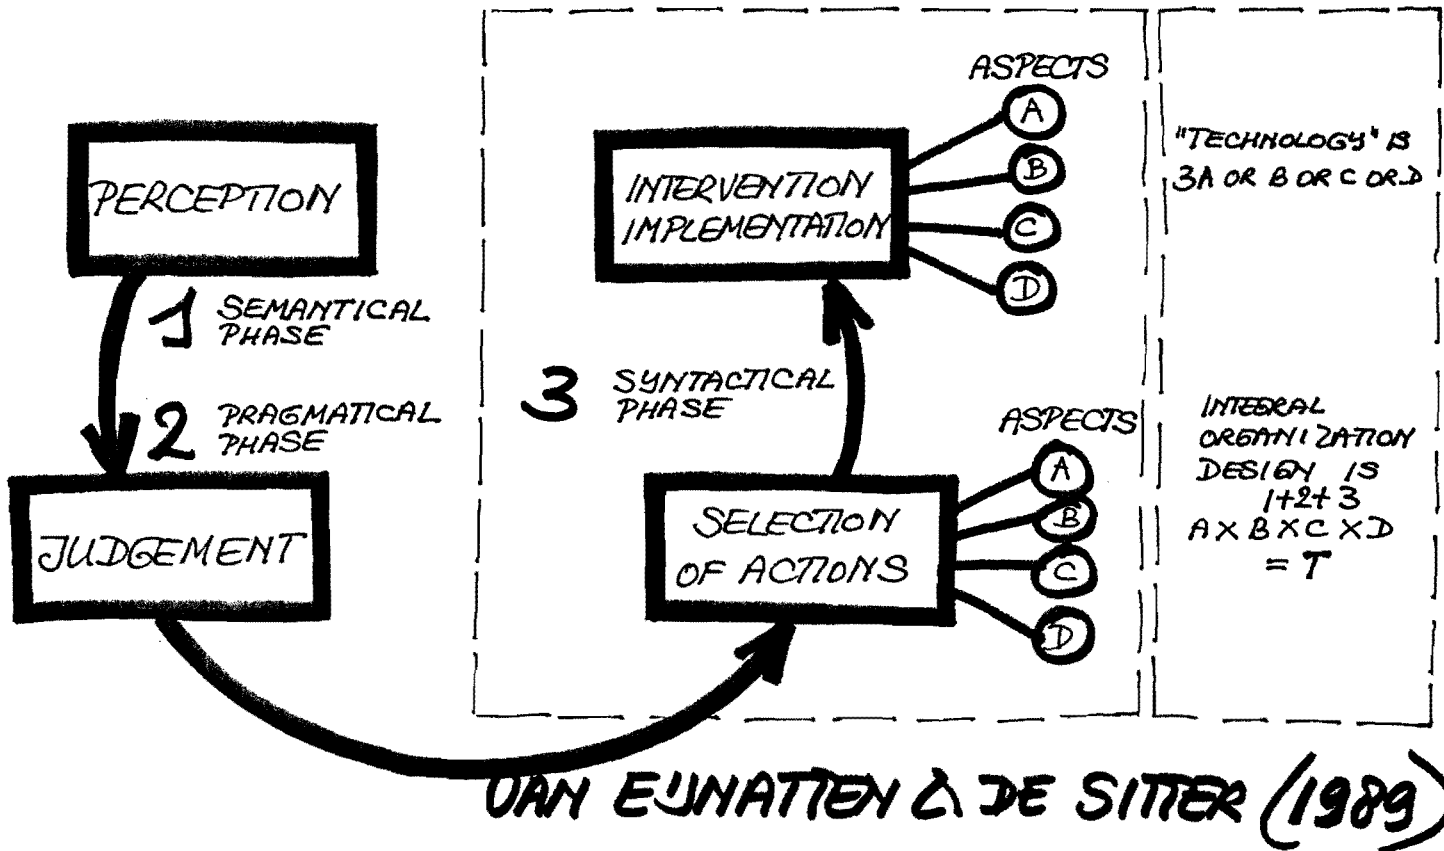 PERCEPTION
1 SEMANTICAL
PHASE
2 PRAGMATICAL
PHASE
JUDGEMENT
ASPECTS
INTERVENTION
IMPLEMENTATION
A
B
C
D
3 SYNTACTICAL
PHASE
ASPECTS
SELECTION
OF ACTIONS
A
B
C
D
"TECHNOLOGY" IS
3A OR B OR C OR D
INTEGRAL
ORGANIZATION
DESIGN IS
1+2+3
A X B X C X D
= T
VAN EIJNATTEN & DE SITTER (1989)